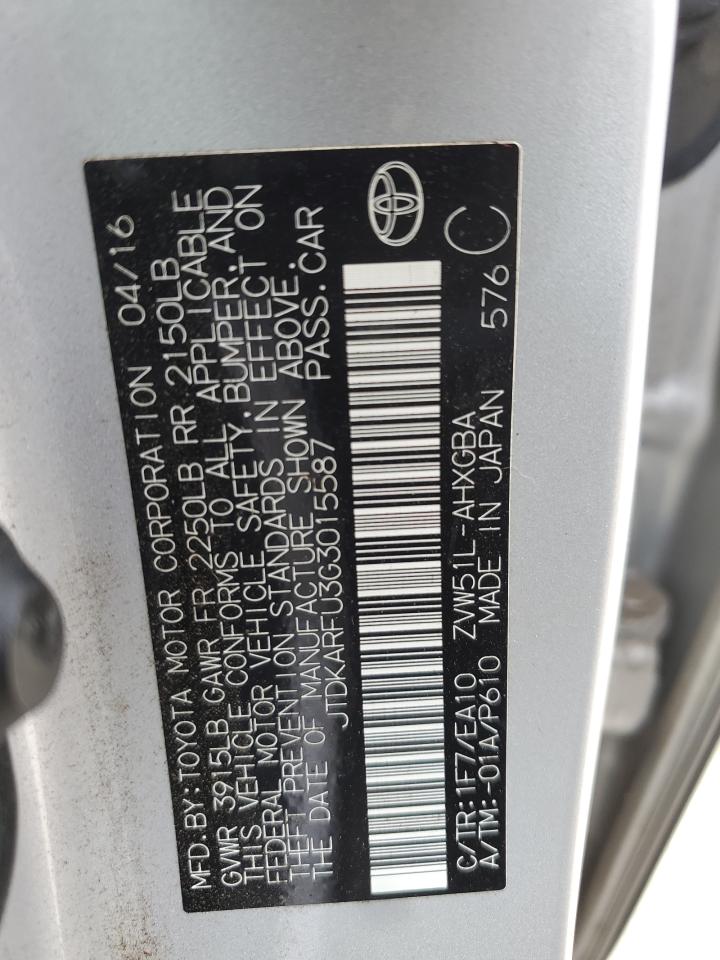 MFD. BY: TOYOTA MOTOR CORPORATION 04/16
GVWR 3915LB GAWR FR 2250LB RR 2150LB
THIS VEHICLE CONFORMS TO ALL APPLICABLE
FEDERAL MOTOR VEHICLE SAFETY, BUMPER, AND
THEFT PREVENTION STANDARDS IN EFFECT ON
THE DATE OF MANUFACTURE SHOWN ABOVE.
JTDKARFU3G3015587 PASS. CAR
C/TR: 1F7/EA10 ZVW51L-AHXGBA
A/TM: -01A/P610 MADE IN JAPAN 576 C